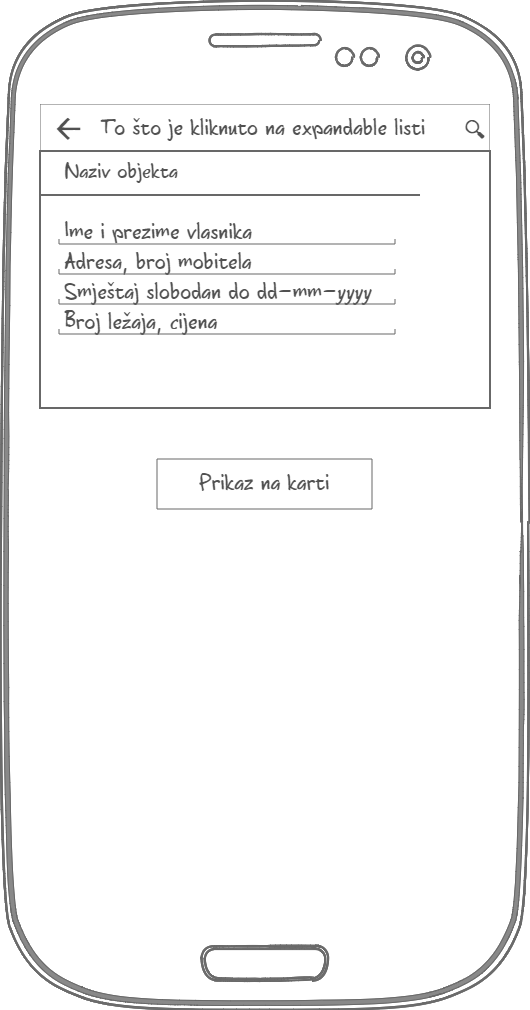 To što je kliknuto na expandable listi
Naziv objekta
Ime i prezime vlasnika
Adresa, broj mobitela
Smještaj slobodan do dd-mm-yyyy
Broj ležaja, cijena
Prikaz na karti